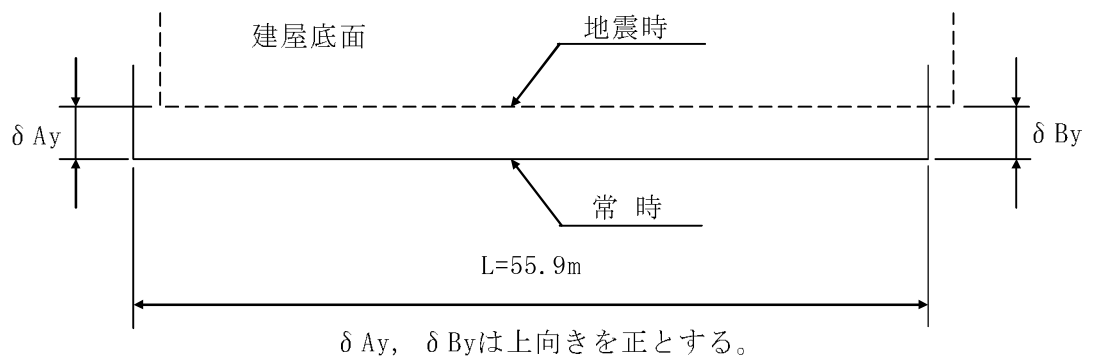 建屋底面
地震時
δAy
δBy
常 時
L=55.9m
δAy, δByは上向きを正とする。